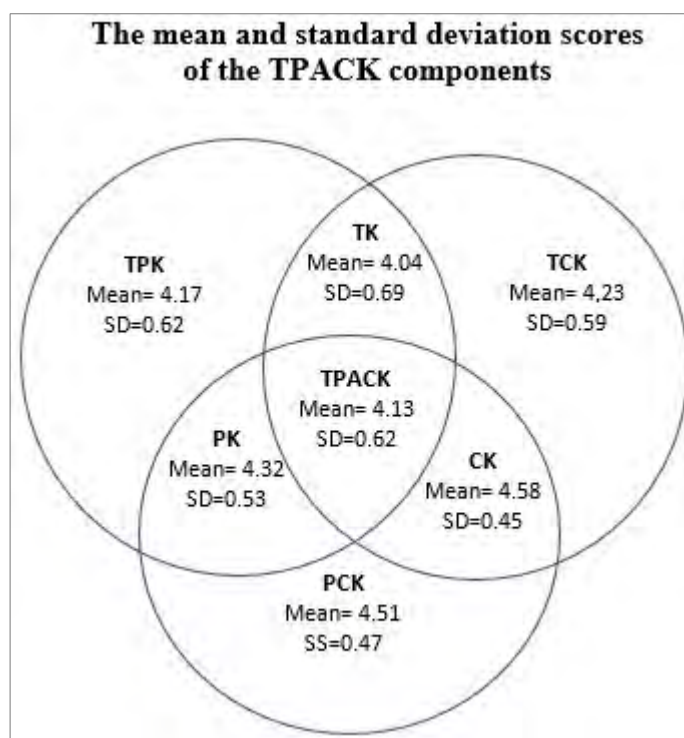 The mean and standard deviation scores
of the TPACK components
TK
Mean= 4.04
SD=0.69
TPK
Mean= 4.17
SD=0.62
TCK
Mean= 4,23
SD=0.59
TPACK
Mean= 4.13
SD=0.62
PK
Mean= 4.32
SD=0.53
CK
Mean= 4.58
SD=0.45
PCK
Mean= 4.51
SS=0.47